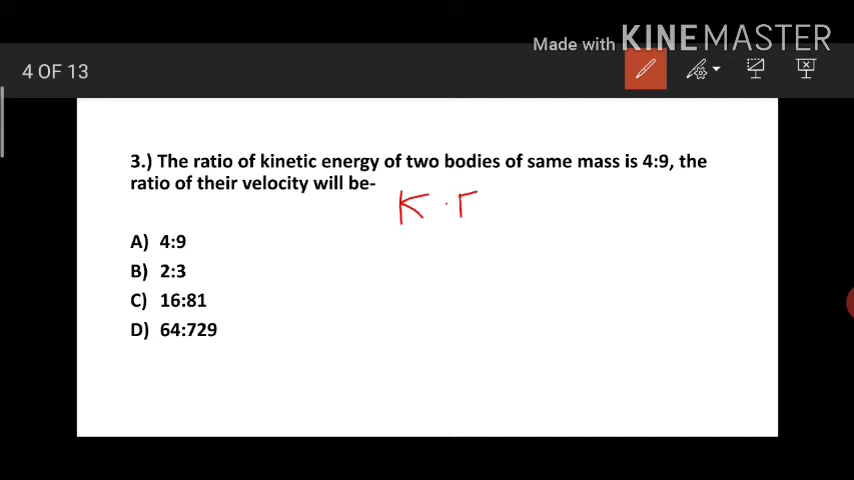 Made with KINEMASTER
4 OF 13
3.) The ratio of kinetic energy of two bodies of same mass is 4:9, the
ratio of their velocity will be-
K .
A) 4:9
B) 2:3
C) 16:81
D) 64:729